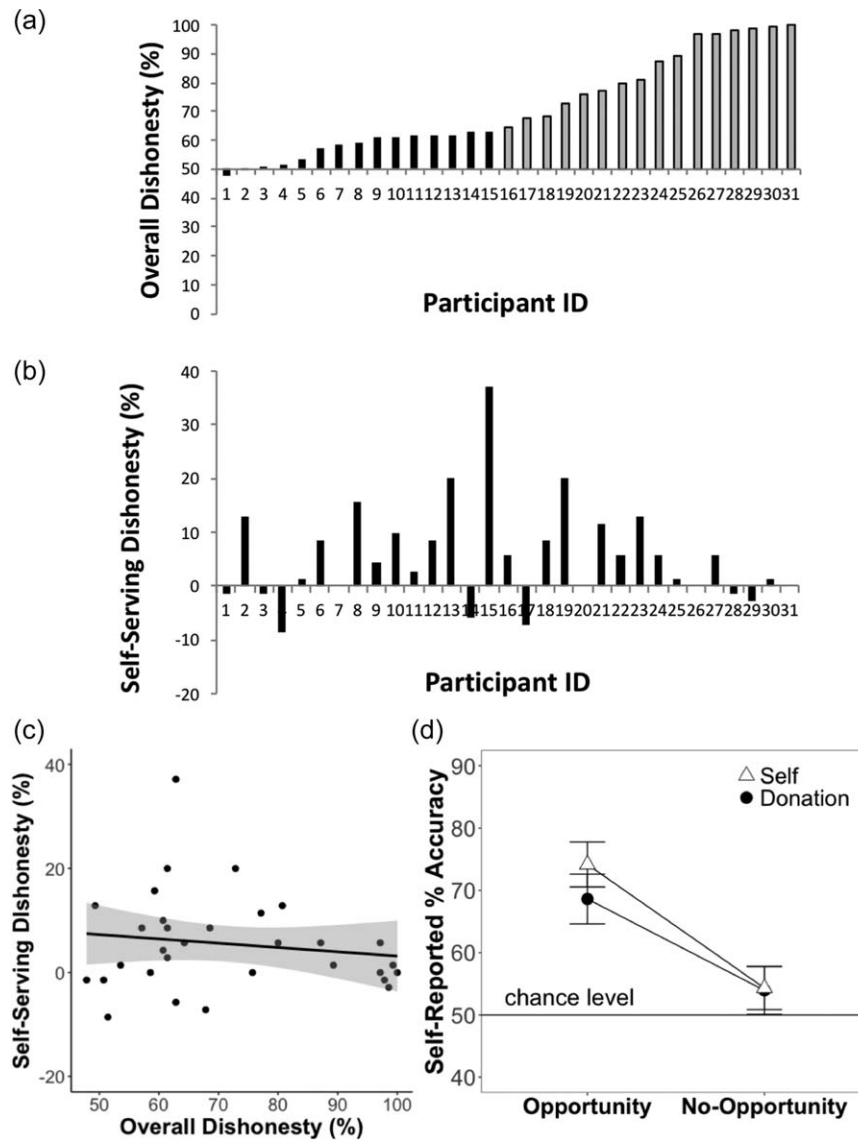 (a)
Overall Dishonesty (%)
100
90
80
70
60
50
40
30
20
10
0
1 2 3 4 5 6 7 8 9 10 11 12 13 14 15 16 17 18 19 20 21 22 23 24 25 26 27 28 29 30 31
Participant ID
(b)
Self-Serving Dishonesty (%)
40
30
20
10
0
-10
-20
1 2 3 4 5 6 7 8 9 10 11 12 13 14 15 16 17 18 19 20 21 22 23 24 25 26 27 28 29 30 31
Participant ID
(c)
Self-Serving DIshonesty (%)
40
20
0
-20
50 60 70 80 90 100
Overall Dishonesty (%)
(d)
Self-Reported % Accuracy
90
80
70
60
50
40
Self
Donation
chance level
Opportunity No-Opportunity